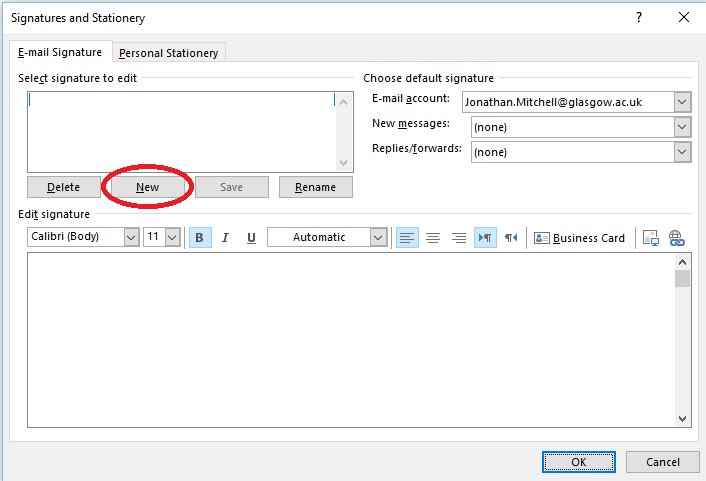 Signatures and Stationery
E-mail Signature Personal Stationery
Select signature to edit Choose default signature
E-mail account: Jonathan.Mitchell@glasgow.ac.uk
New messages: (none)
Replies/forwards: (none)
Delete New Save Rename
Edit signature
Calibri (Body) 11 B I U Automatic Business Card
OK Cancel